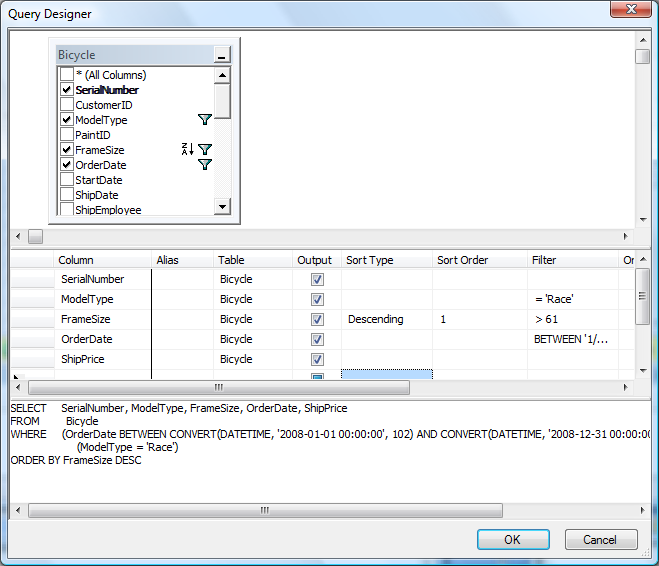 Query Designer
Bicycle
* (All Columns)
SerialNumber
CustomerID
ModelType
PaintID
FrameSize
OrderDate
StartDate
ShipDate
ShipEmployee
Column Alias Table Output Sort Type Sort Order Filter Or
SerialNumber Bicycle
ModelType Bicycle = 'Race'
FrameSize Bicycle Descending 1 > 61
OrderDate Bicycle BETWEEN '1/...
ShipPrice Bicycle
SELECT SerialNumber, ModelType, FrameSize, OrderDate, ShipPrice
FROM Bicycle
WHERE (OrderDate BETWEEN CONVERT(DATETIME, '2008-01-01 00:00:00', 102) AND CONVERT(DATETIME, '2008-12-31 00:00:00
(ModelType = 'Race')
ORDER BY FrameSize DESC
OK Cancel